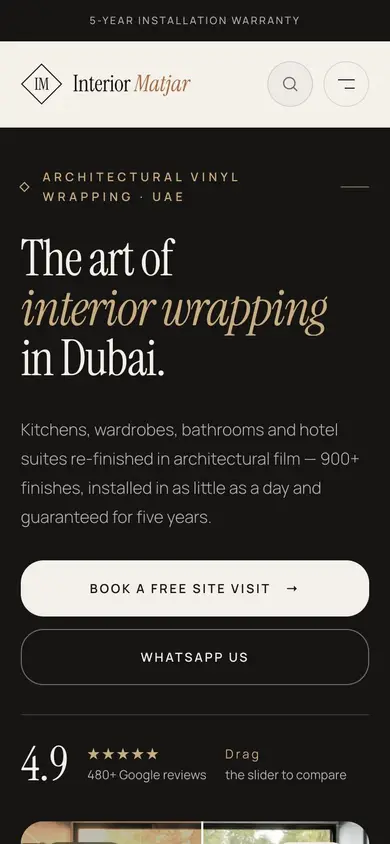 5-YEAR INSTALLATION WARRANTY
IM Interior Matjar
ARCHITECTURAL VINYL
WRAPPING · UAE
The art of
interior wrapping
in Dubai.
Kitchens, wardrobes, bathrooms and hotel
suites re-finished in architectural film — 900+
finishes, installed in as little as a day and
guaranteed for five years.
BOOK A FREE SITE VISIT →
WHATSAPP US
4.9 ★★★★★
480+ Google reviews
Drag
the slider to compare